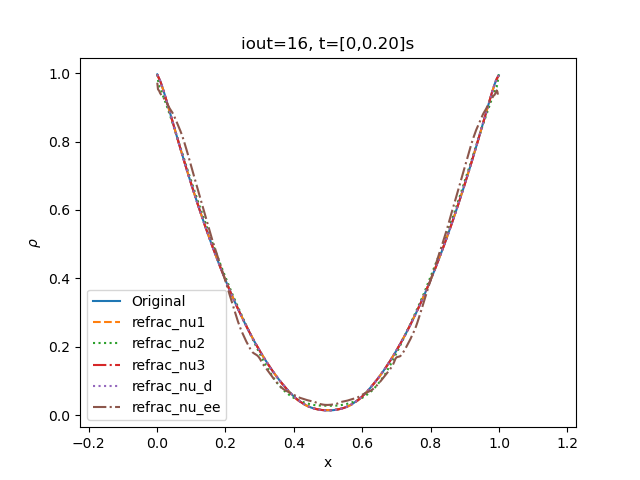 iout=16, t=[0,0.20]s
1.0
0.8
0.6
0.4
0.2
0.0
ρ
Original
refrac_nu1
refrac_nu2
refrac_nu3
refrac_nu_d
refrac_nu_ee
−0.2 0.0 0.2 0.4 0.6 0.8 1.0 1.2
x